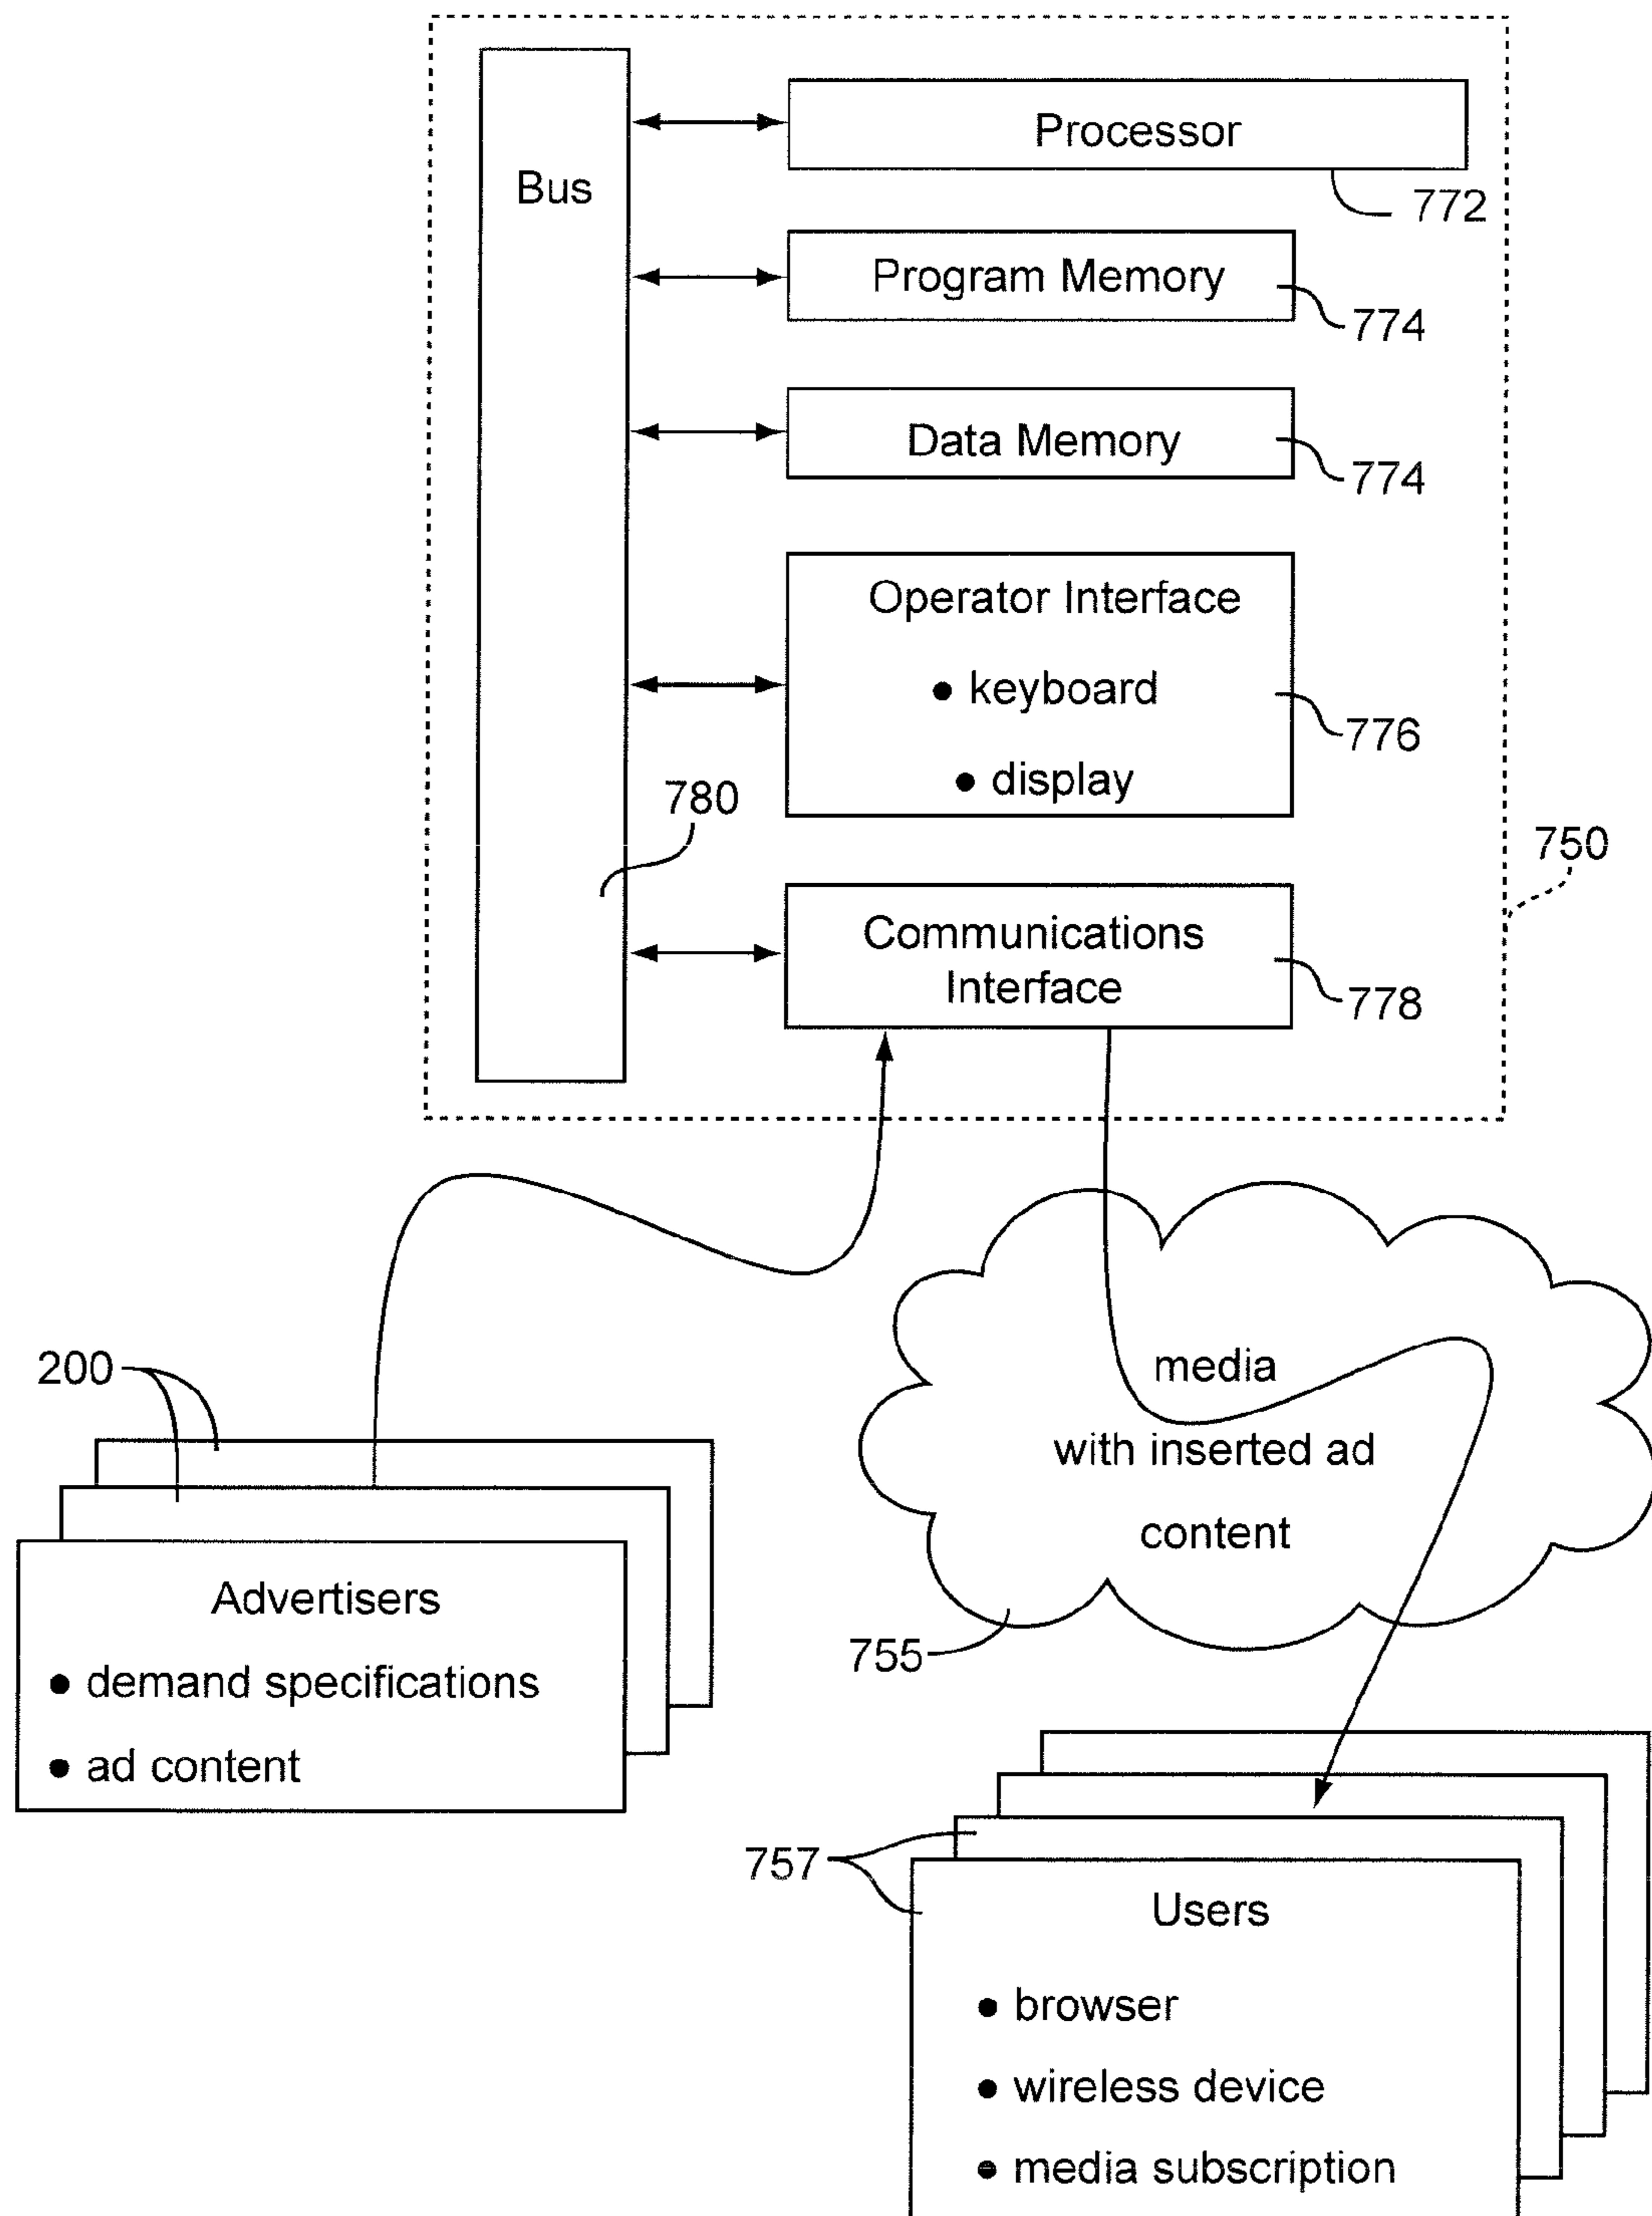 Bus
Processor
772
Program Memory
774
Data Memory
774
Operator Interface
• keyboard
• display
776
780
750
Communications
Interface
778
200
media
with inserted ad
content
755
Advertisers
• demand specifications
• ad content
757
Users
• browser
• wireless device
• media subscription